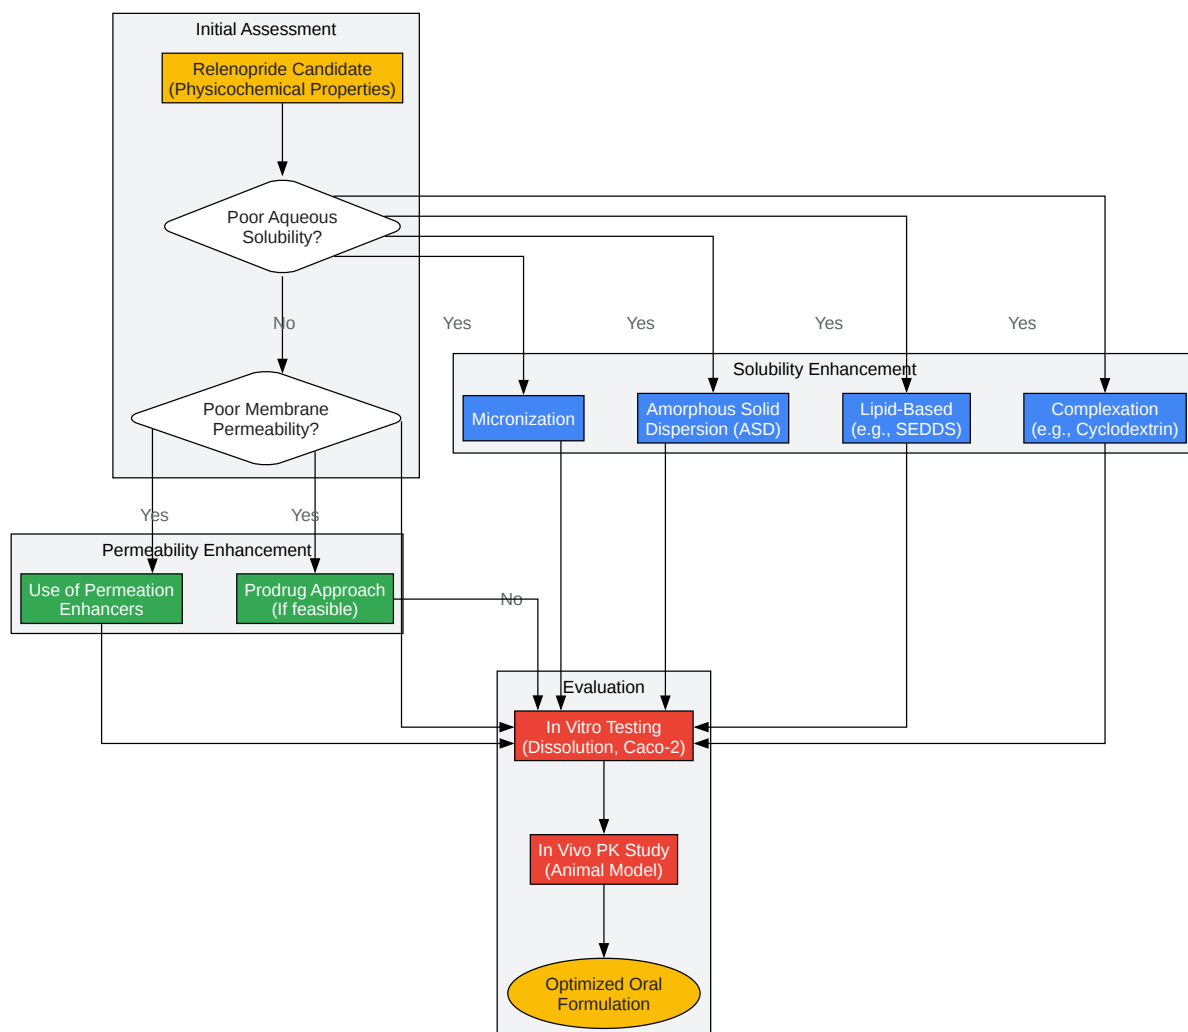 Initial Assessment
Relenopride Candidate
(Physicochemical Properties)
Poor Aqueous
Solubility?
No
Yes
Yes
Yes
Yes
Solubility Enhancement
Poor Membrane
Permeability?
Micronization
Amorphous Solid
Dispersion (ASD)
Lipid-Based
(e.g., SEDDS)
Complexation
(e.g., Cyclodextrin)
Yes
Yes
Permeability Enhancement
Use of Permeation
Enhancers
Prodrug Approach
(If feasible)
No
Evaluation
In Vitro Testing
(Dissolution, Caco-2)
In Vivo PK Study
(Animal Model)
Optimized Oral
Formulation